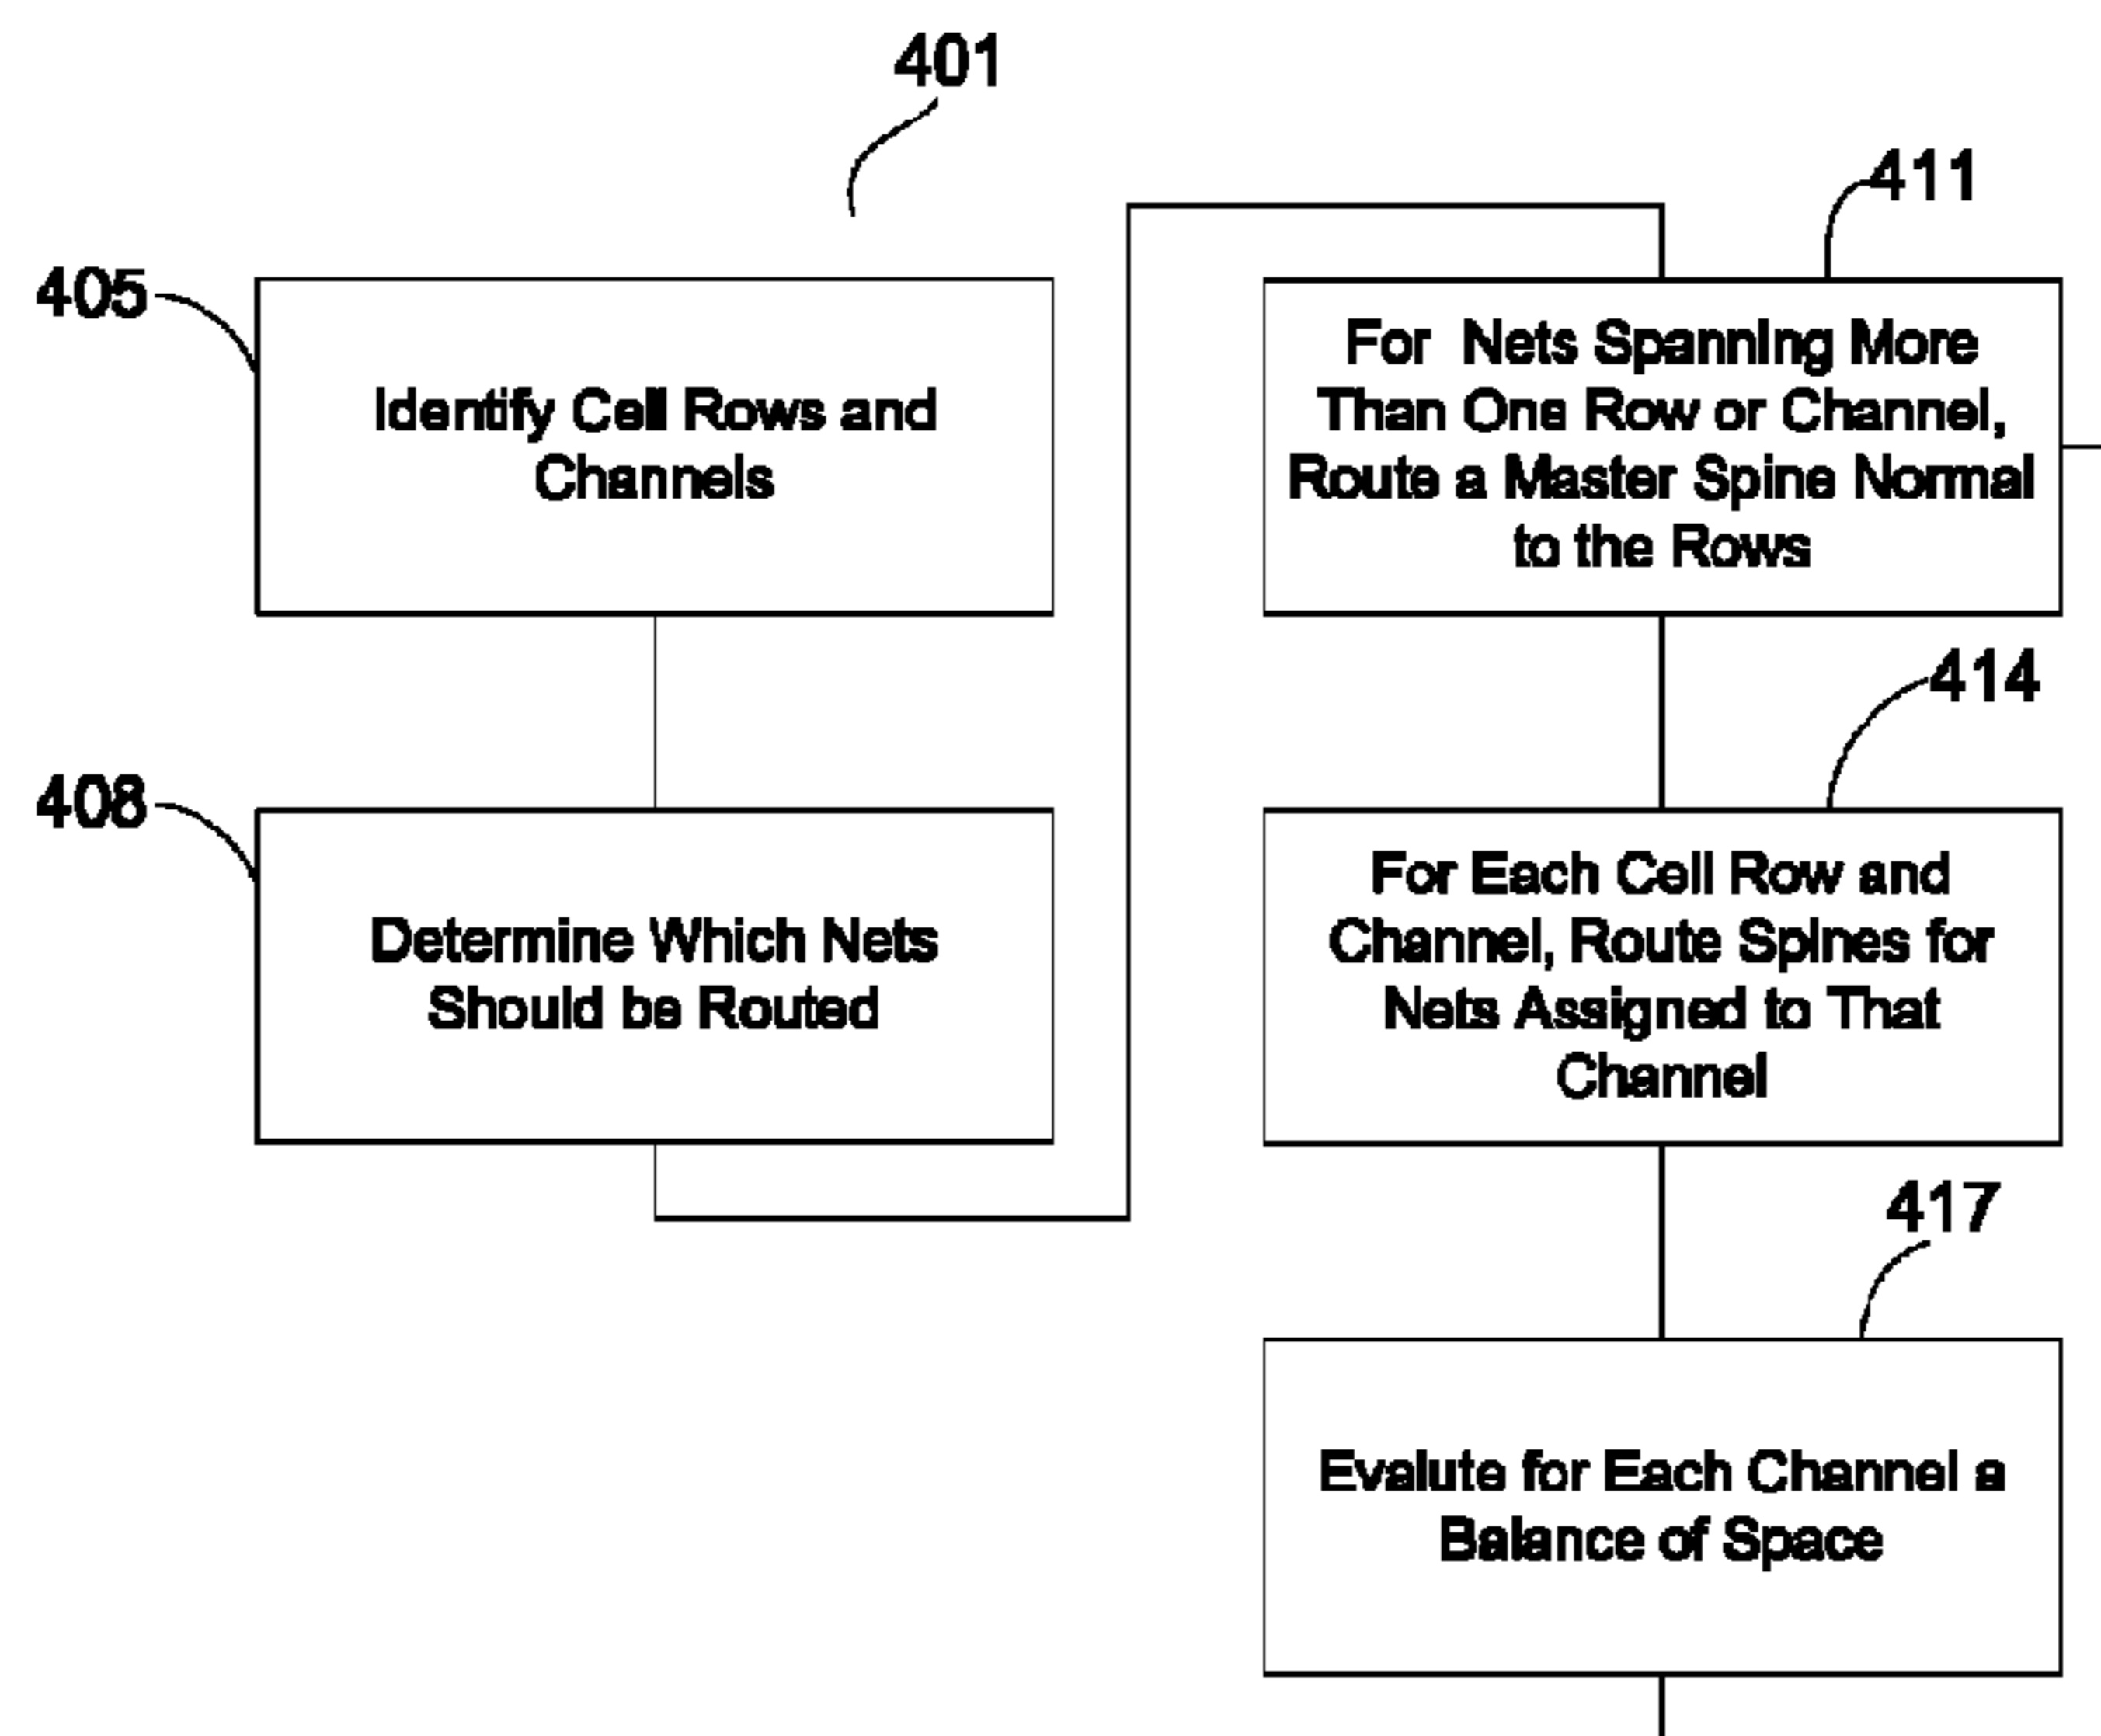 401
405
Identify Cell Rows and
Channels
408
Determine Which Nets
Should be Routed
411
For Nets Spanning More
Than One Row or Channel,
Route a Master Spine Normal
to the Rows
414
For Each Cell Row and
Channel, Route Spines for
Nets Assigned to That
Channel
417
Evalute for Each Channel a
Balance of Space